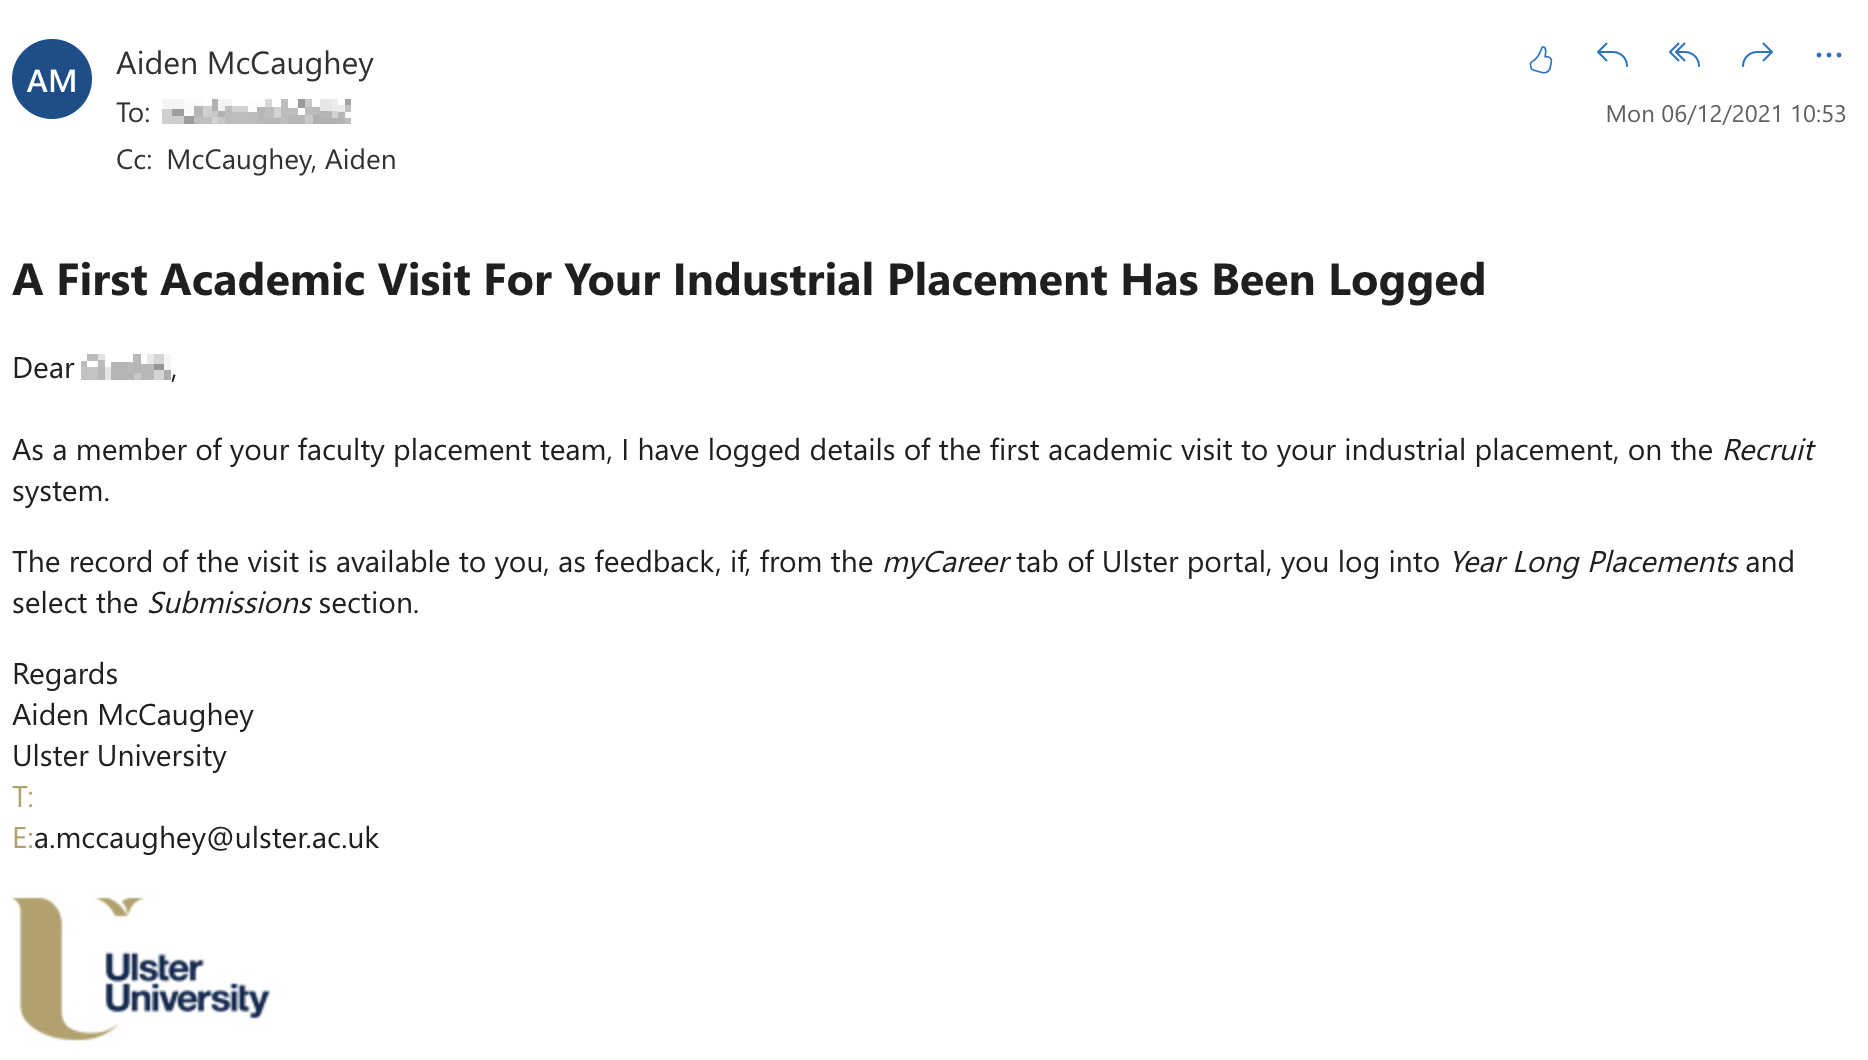 AM
Aiden McCaughey
To:
Cc: McCaughey, Aiden
Mon 06/12/2021 10:53
A First Academic Visit For Your Industrial Placement Has Been Logged
Dear ,
As a member of your faculty placement team, I have logged details of the first academic visit to your industrial placement, on the Recruit
system.
The record of the visit is available to you, as feedback, if, from the myCareer tab of Ulster portal, you log into Year Long Placements and
select the Submissions section.
Regards
Aiden McCaughey
Ulster University
T:
E:a.mccaughey@ulster.ac.uk
Ulster
University